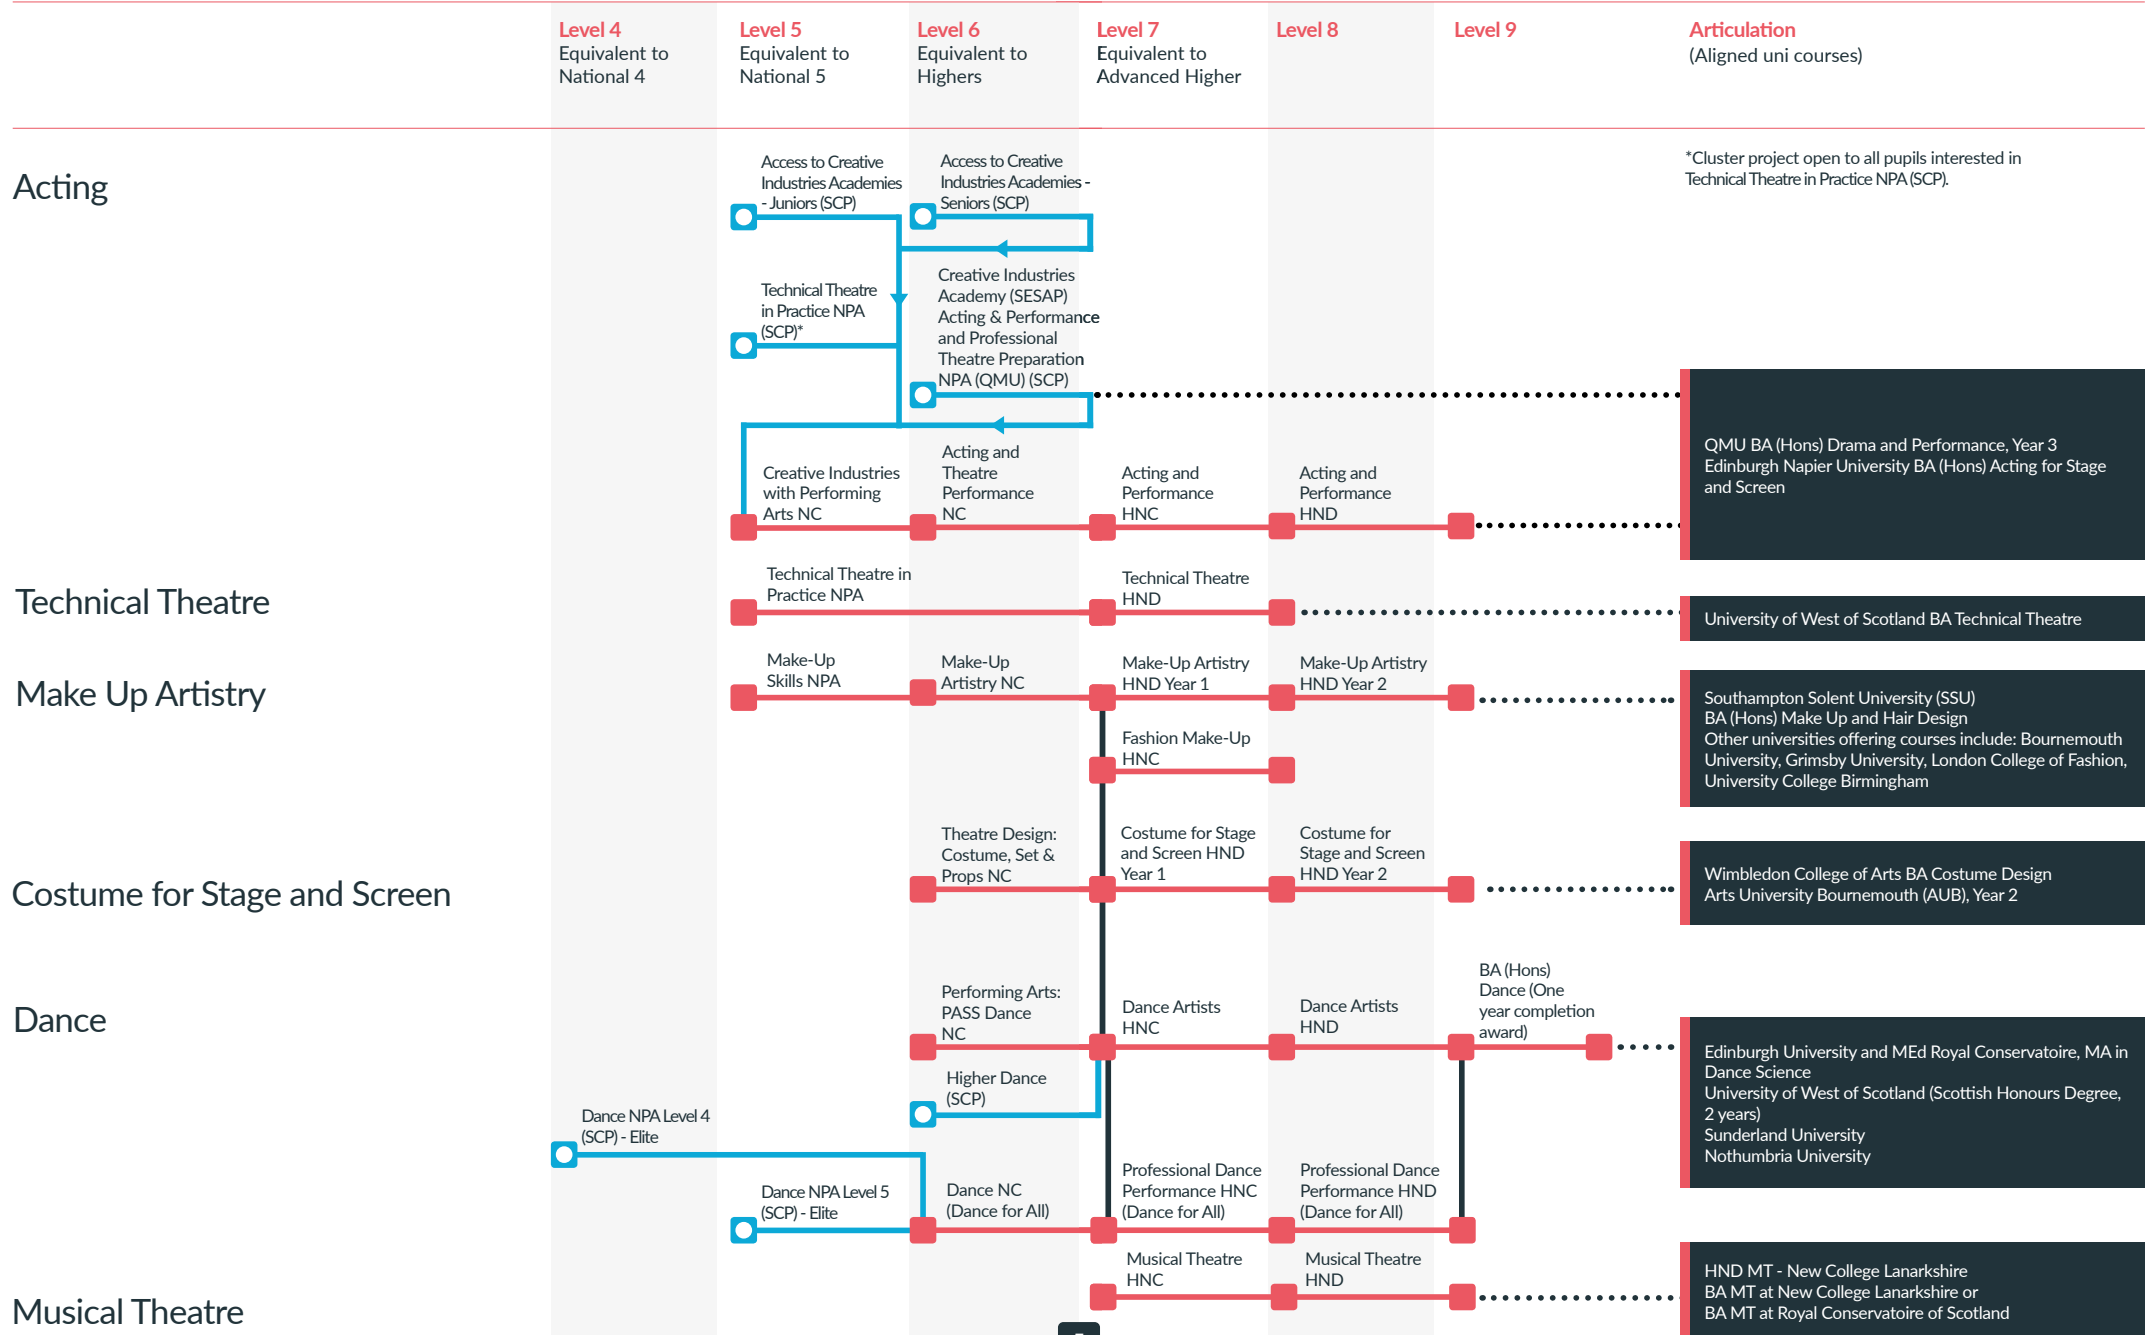 Level 4
Equivalent to
National 4
Level 5
Equivalent to
National 5
Level 6
Equivalent to
Highers
Level 7
Equivalent to
Advanced Higher
Level 8
Level 9
Articulation
(Aligned uni courses)
*Cluster project open to all pupils interested in
Technical Theatre in Practice NPA (SCP).
Acting
Access to Creative
Industries Academies
- Juniors (SCP)
Access to Creative
Industries Academies -
Seniors (SCP)
Technical Theatre
in Practice NPA
(SCP)*
Creative Industries
Academy (SESAP)
Acting & Performance
and Professional
Theatre Preparation
NPA (QMU) (SCP)
Creative Industries
with Performing
Arts NC
Acting and
Theatre
Performance
NC
Acting and
Performance
HNC
Acting and
Performance
HND
QMU BA (Hons) Drama and Performance, Year 3
Edinburgh Napier University BA (Hons) Acting for Stage
and Screen
Technical Theatre
Technical Theatre in
Practice NPA
Technical Theatre
HND
University of West of Scotland BA Technical Theatre
Make Up Artistry
Make-Up
Skills NPA
Make-Up
Artistry NC
Make-Up Artistry
HND Year 1
Make-Up Artistry
HND Year 2
Fashion Make-Up
HNC
Southampton Solent University (SSU)
BA (Hons) Make Up and Hair Design
Other universities offering courses include: Bournemouth
University, Grimsby University, London College of Fashion,
University College Birmingham
Costume for Stage and Screen
Theatre Design:
Costume, Set &
Props NC
Costume for Stage
and Screen HND
Year 1
Costume for
Stage and Screen
HND Year 2
Wimbledon College of Arts BA Costume Design
Arts University Bournemouth (AUB), Year 2
Dance
Performing Arts:
PASS Dance
NC
Dance Artists
HNC
Dance Artists
HND
BA (Hons)
Dance (One
year completion
award)
Higher Dance
(SCP)
Dance NPA Level 4
(SCP) - Elite
Dance NPA Level 5
(SCP) - Elite
Dance NC
(Dance for All)
Professional Dance
Performance HNC
(Dance for All)
Professional Dance
Performance HND
(Dance for All)
Edinburgh University and MEd Royal Conservatoire, MA in
Dance Science
University of West of Scotland (Scottish Honours Degree,
2 years)
Sunderland University
Nothumbria University
Musical Theatre
Musical Theatre
HNC
Musical Theatre
HND
HND MT - New College Lanarkshire
BA MT at New College Lanarkshire or
BA MT at Royal Conservatoire of Scotland